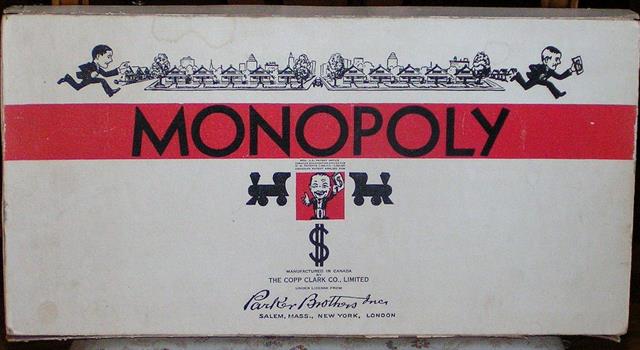 MONOPOLY
$
MANUFACTURED IN CANADA
BY
THE COPP CLARK CO., LIMITED
UNDER LICENSE FROM
Parker Brothers Inc.
SALEM, MASS., NEW YORK, LONDON